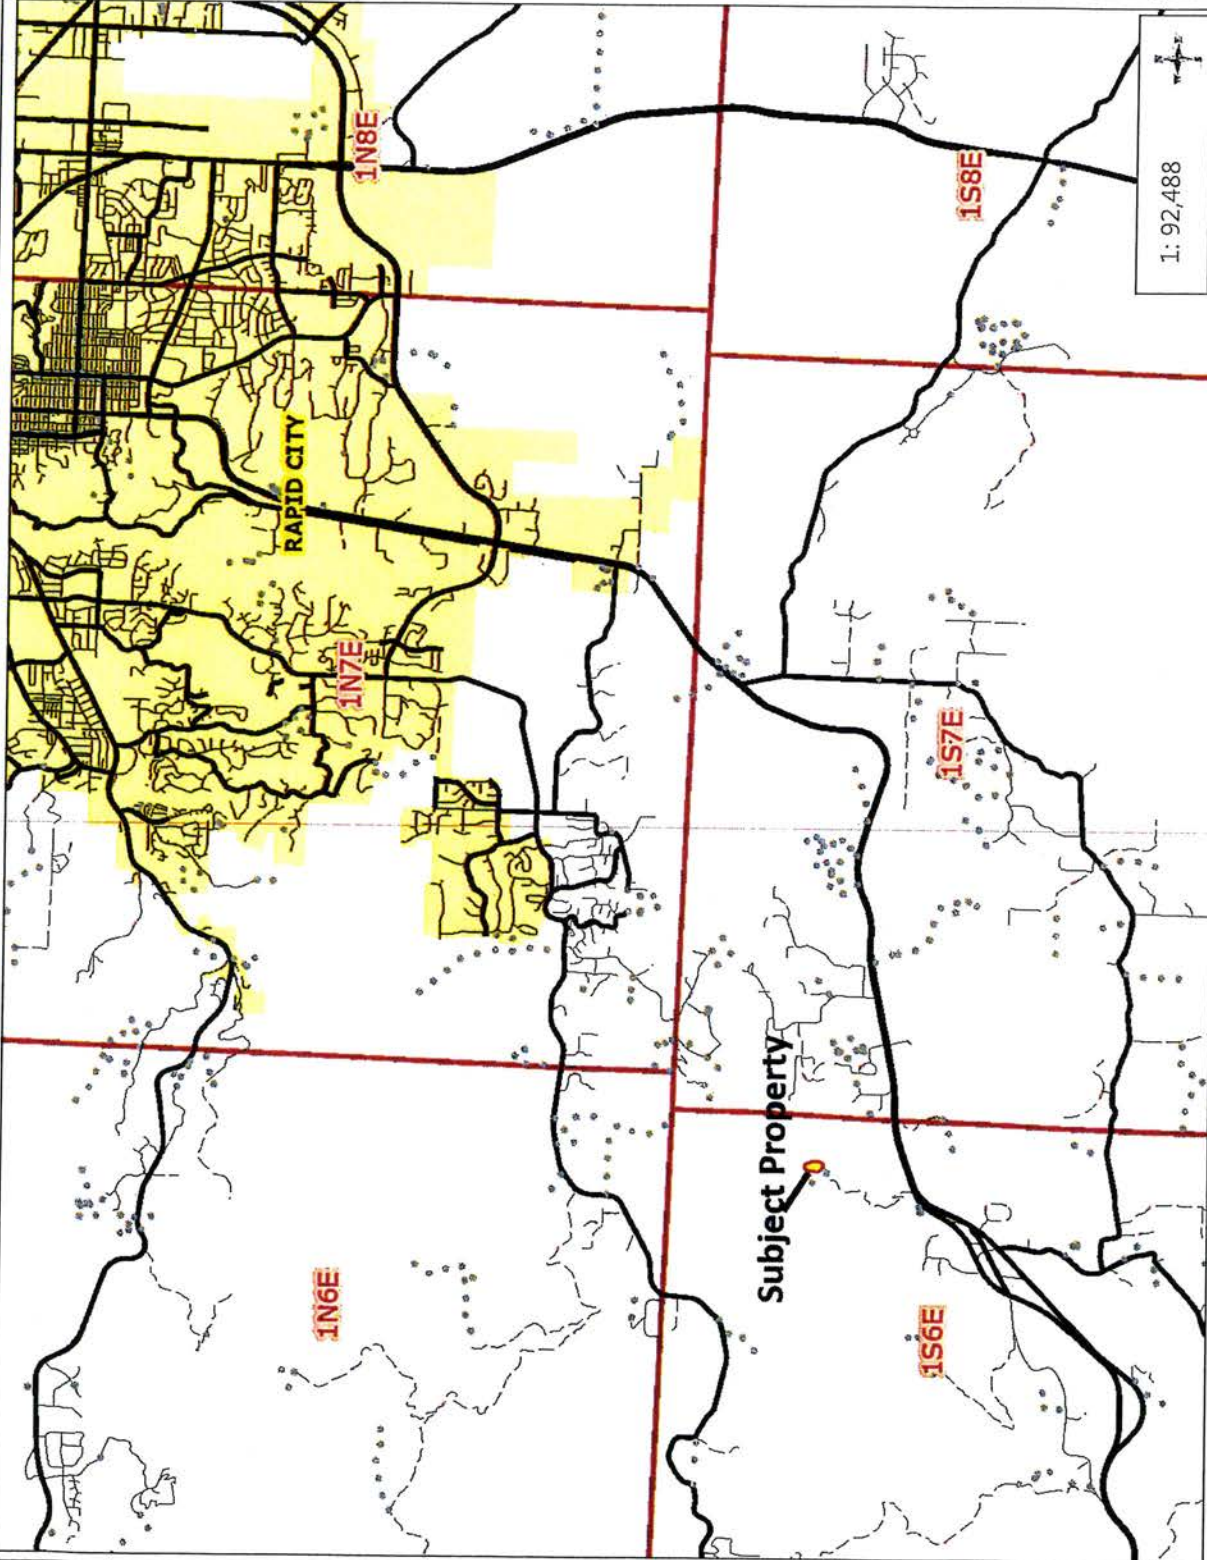 RAPID CITY
1N8E
1N7E
1N6E
1S8E
1S7E
1S6E
Subject Property
1: 92,488
N
W
E
S